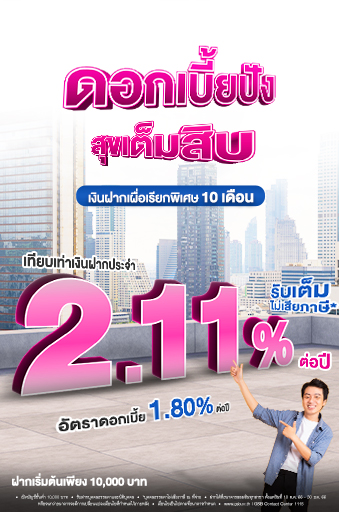 ดอกเบี้ยปัง
สุขเต็มสิบ
เงินฝากเผื่อเรียกพิเศษ 10 เดือน
เทียบเท่าเงินฝากประจำ
2.11% ต่อปี
รับเต็ม
ไม่เสียภาษี*
อัตราดอกเบี้ย 1.80% ต่อปี
ฝากเริ่มต้นเพียง 10,000 บาท